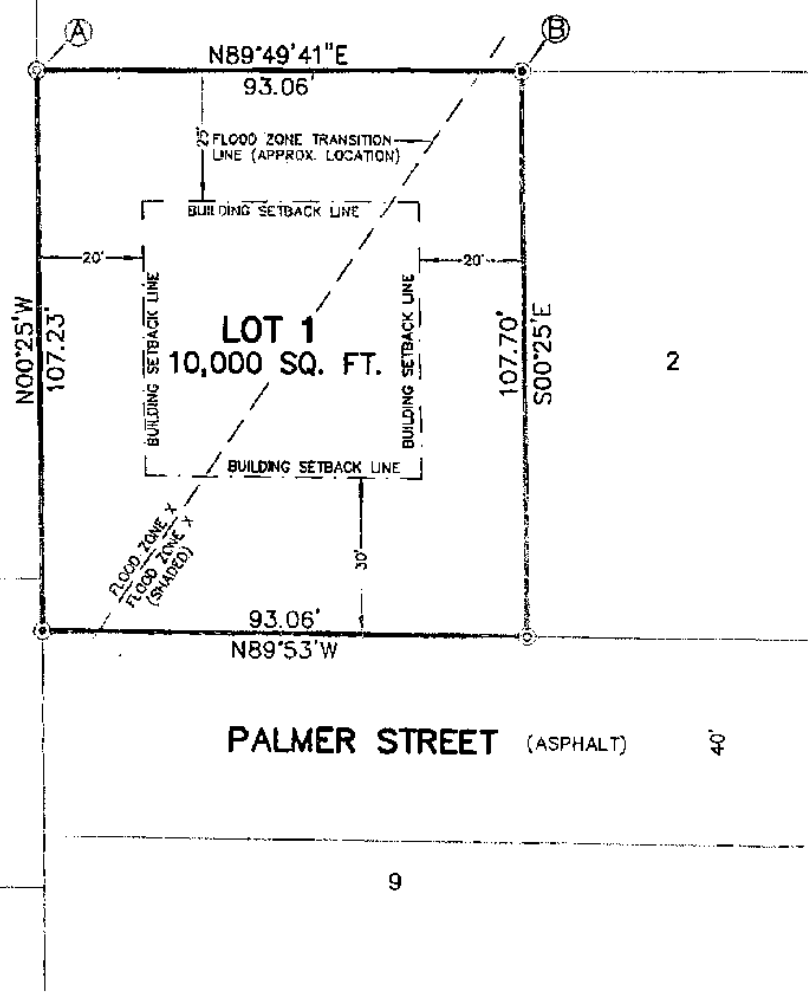 A
B
N89°49'41"E
93.06'
FLOOD ZONE TRANSITION
LINE (APPROX. LOCATION)
BUILDING SETBACK LINE
20'
20'
BUILDING SETBACK LINE
BUILDING SETBACK LINE
N00°25'W
107.23'
LOT 1
10,000 SQ. FT.
107.70'
S00°25'E
2
BUILDING SETBACK LINE
FLOOD ZONE X
FLOOD ZONE X
(SHADED)
30'
93.06'
N89°53'W
PALMER STREET (ASPHALT)
40'
9